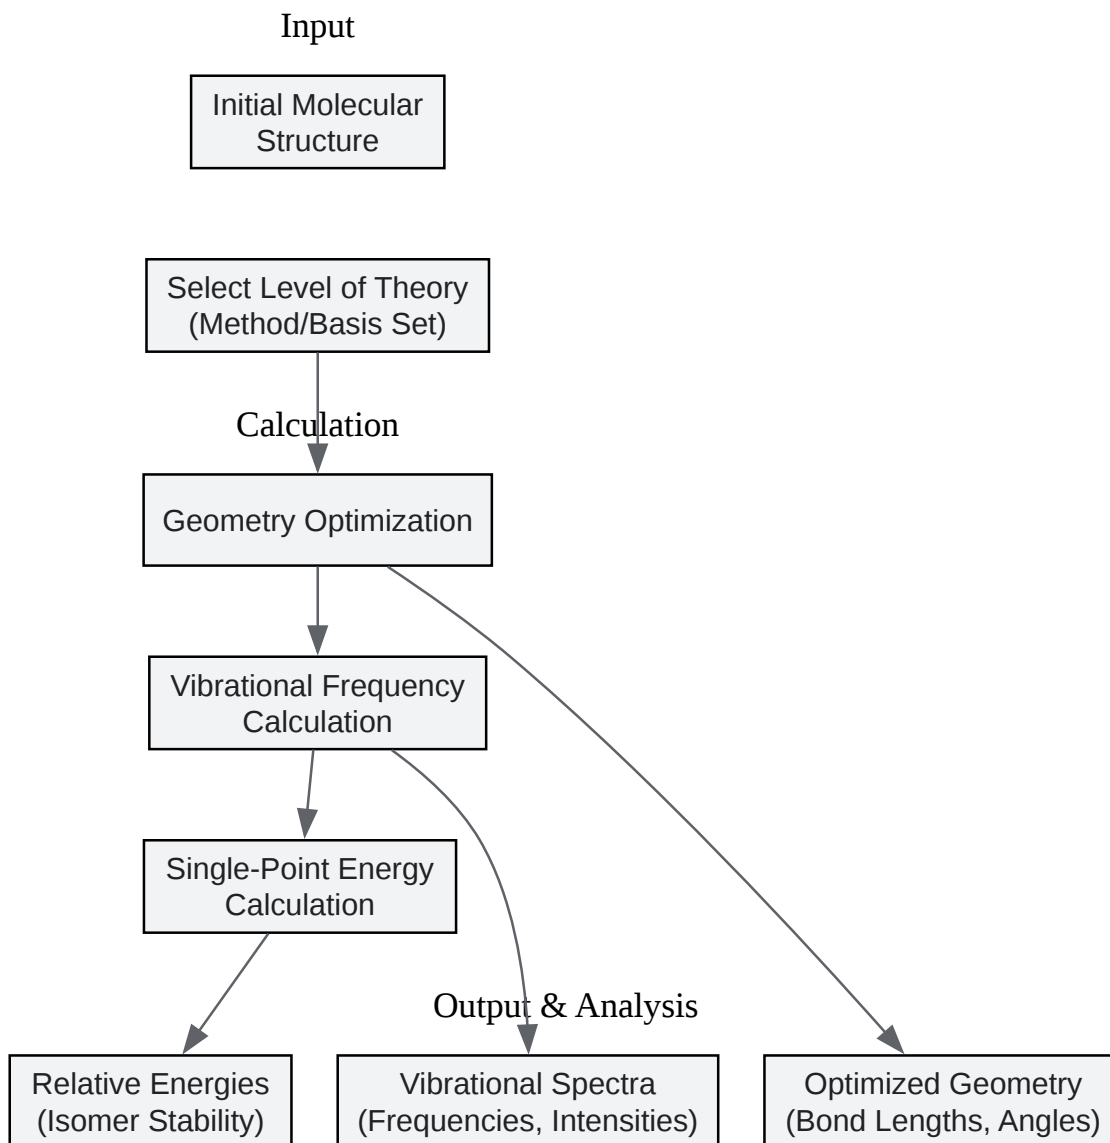 Input
Initial Molecular
Structure
Select Level of Theory
(Method/Basis Set)
Calculation
Geometry Optimization
Vibrational Frequency
Calculation
Single-Point Energy
Calculation
Output & Analysis
Relative Energies
(Isomer Stability)
Vibrational Spectra
(Frequencies, Intensities)
Optimized Geometry
(Bond Lengths, Angles)